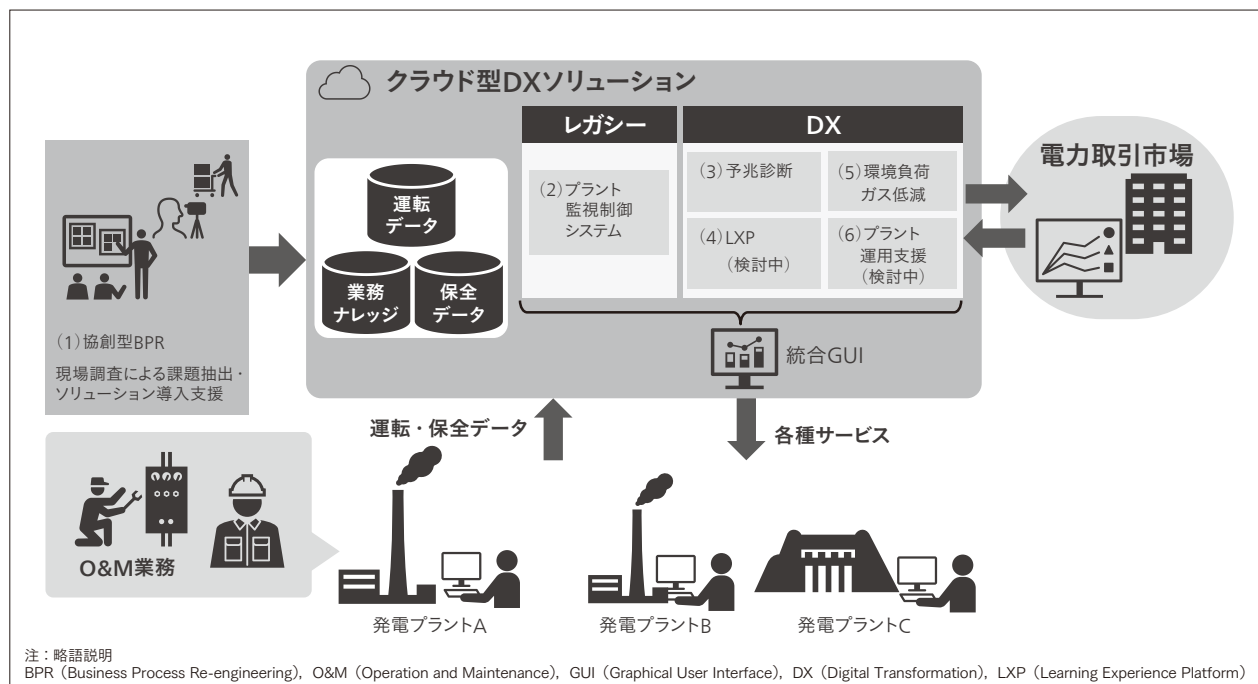 クラウド型DXソリューション
レガシー
DX
電力取引市場
運転
データ
業務
ナレッジ
保全
データ
(2)プラント
監視制御
システム
(3)予兆診断
(5)環境負荷
ガス低減
(4)LXP
(検討中)
(6)プラント
運用支援
(検討中)
統合GUI
(1)協創型BPR
現場調査による課題抽出・
ソリューション導入支援
運転・保全データ
各種サービス
O&M業務
発電プラントA
発電プラントB
発電プラントC
注:略語説明
BPR(Business Process Re-engineering),O&M(Operation and Maintenance),GUI(Graphical User Interface),DX(Digital Transformation),LXP(Learning Experience Platform)